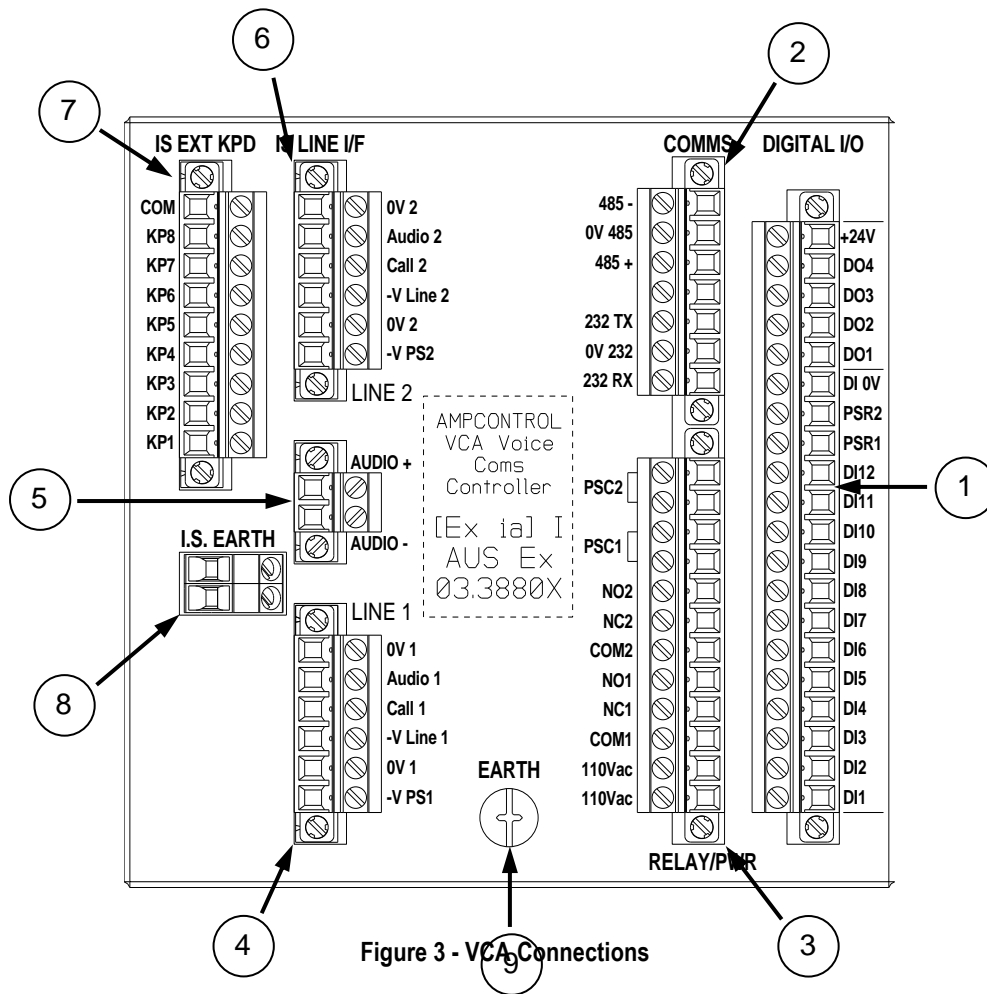 6
2
7
IS EXT KPD
IS LINE I/F
COMMS
DIGITAL I/O
COM
KP8
KP7
KP6
KP5
KP4
KP3
KP2
KP1
0V 2
Audio 2
Call 2
-V Line 2
0V 2
-V PS2
LINE 2
485 -
0V 485
485 +
232 TX
0V 232
232 RX
+24V
DO4
DO3
DO2
DO1
DI 0V
PSR2
PSR1
DI12
DI11
DI10
DI9
DI8
DI7
DI6
DI5
DI4
DI3
DI2
DI1
1
AMPCONTROL
VCA Voice
Coms
Controller
[Ex ia] I
AUS Ex
03.3880X
5
AUDIO +
AUDIO -
I.S. EARTH
8
LINE 1
0V 1
Audio 1
Call 1
-V Line 1
0V 1
-V PS1
EARTH
PSC2
PSC1
NO2
NC2
COM2
NO1
NC1
COM1
110Vac
110Vac
RELAY/PWR
4
9
3
Figure 3 - VCA Connections